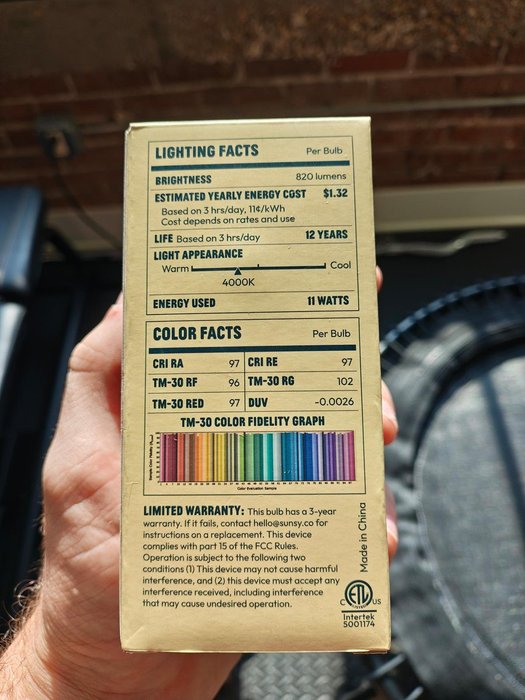 LIGHTING FACTS Per Bulb
BRIGHTNESS 820 lumens
ESTIMATED YEARLY ENERGY COST $1.32
Based on 3 hrs/day, 11¢/kWh
Cost depends on rates and use
LIFE Based on 3 hrs/day 12 YEARS
LIGHT APPEARANCE
Warm Cool
4000K
ENERGY USED 11 WATTS
COLOR FACTS Per Bulb
CRI RA 97 CRI RE 97
TM-30 RF 96 TM-30 RG 102
TM-30 RED 97 DUV -0.0026
TM-30 COLOR FIDELITY GRAPH
Color Evaluation Sample
LIMITED WARRANTY: This bulb has a 3-year
warranty. If it fails, contact hello@sunsy.co for
instructions on a replacement. This device
complies with part 15 of the FCC Rules.
Operation is subject to the following two
conditions (1) This device may not cause harmful
interference, and (2) this device must accept any
interference received, including interference
that may cause undesired operation.
Made in China
C ETL US
Intertek
5001174